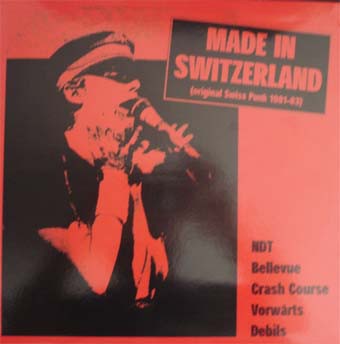 MADE IN
SWITZERLAND
(original Swiss Punk 1981-83)
NDT
Bellevue
Crash Course
Vorwärts
Debils